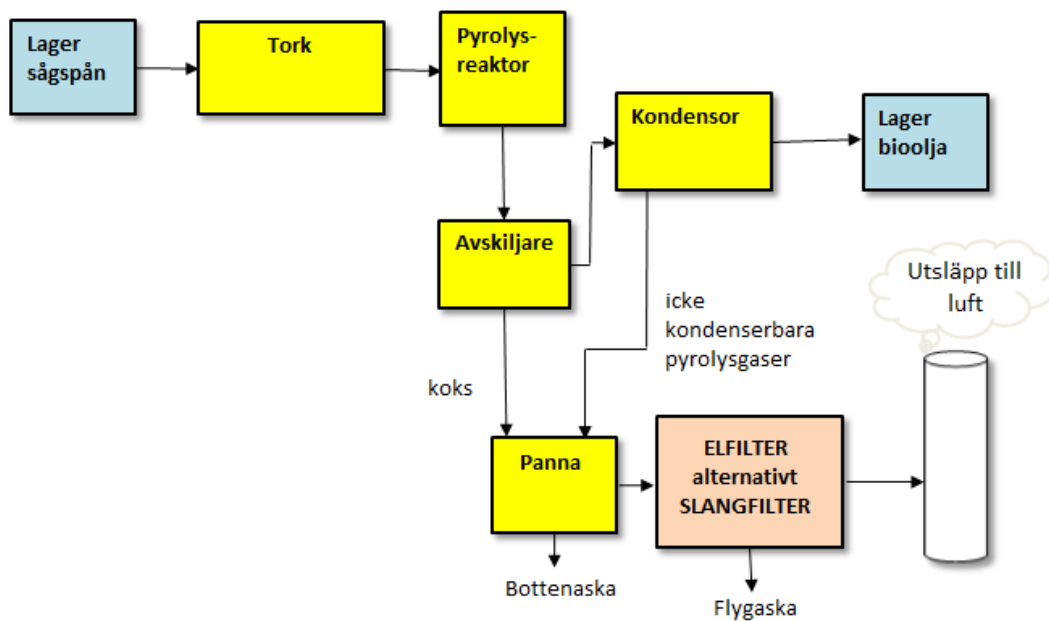 Lager
sågspån
Tork
Pyrolys-
reaktor
Kondensor
Lager
bioolja
Avskiljare
Utsläpp till
luft
icke
kondenserbara
pyrolysgaser
koks
Panna
ELFILTER
alternativt
SLANGFILTER
Bottenaska
Flygaska